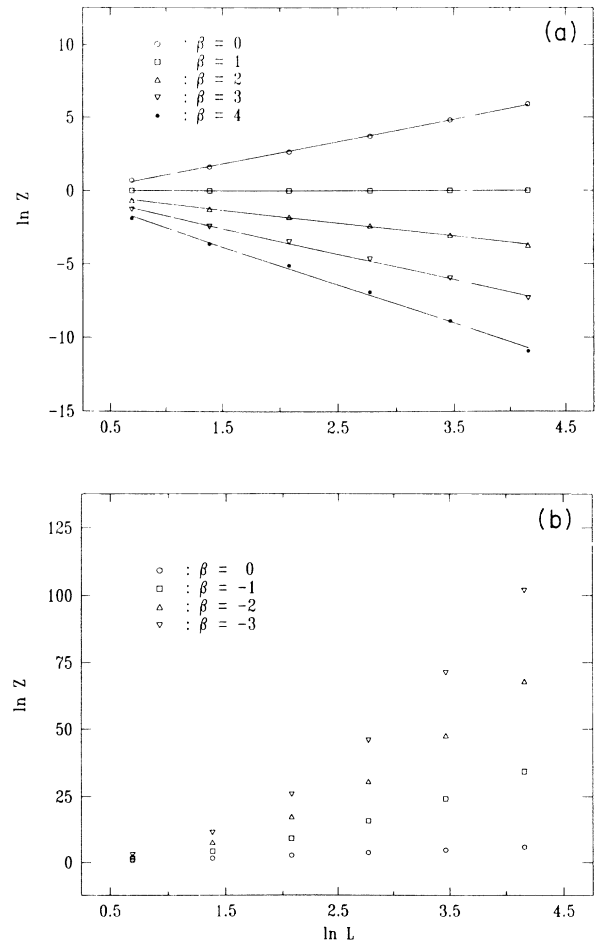 (a)
: β = 0
β = 1
: β = 2
: β = 3
: β = 4
10
5
0
-5
-10
-15
ln Z
0.5 1.5 2.5 3.5 4.5
(b)
: β = 0
: β = -1
: β = -2
: β = -3
125
100
75
50
25
0
ln Z
0.5 1.5 2.5 3.5 4.5
ln L